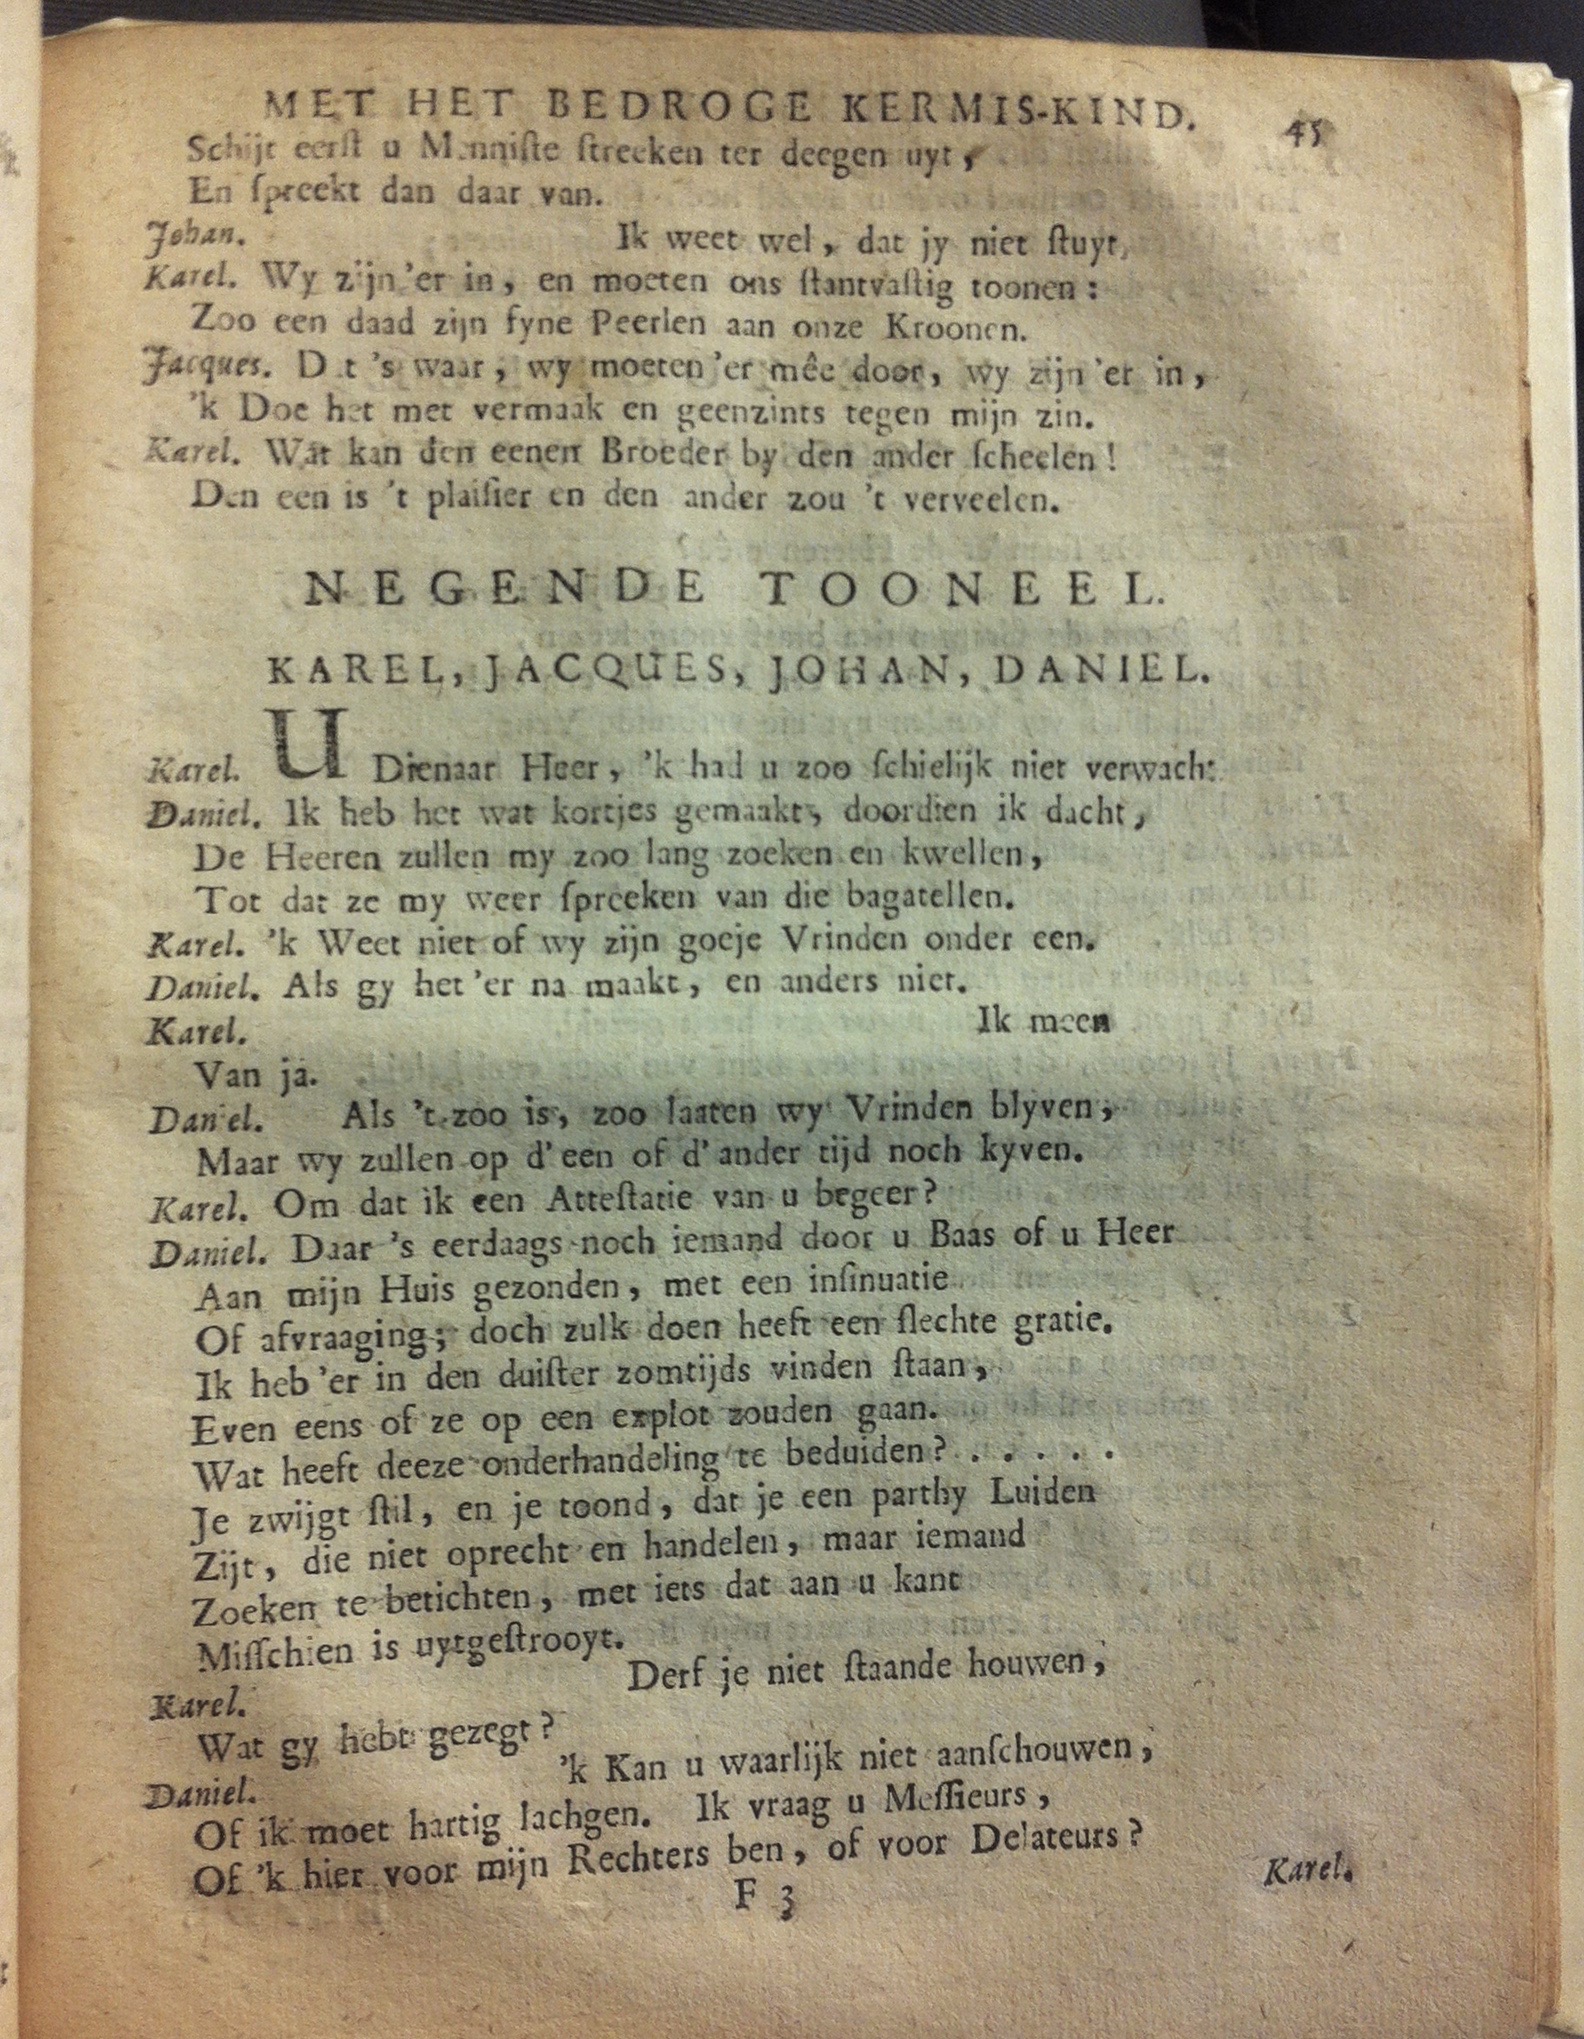 MET HET BEDROGE KERMIS-KIND. 45
Schijt eerſt u Menniſte ſtreeken ter deegen uyt,
En ſpreekt dan daar van.
Johan. Ik weet wel, dat jy niet ſtuyt,
Karel. Wy zijn 'er in, en moeten ons ſtantvaſtig toonen:
Zoo een daad zijn fyne Peerlen aan onze Kroonen.
Jacques. D t 's waar, wy moeten 'er mêe door, wy zijn 'er in,
'k Doe het met vermaak en geenzints tegen mijn zin.
Karel. Wat kan den eenen Broeder by den ander ſcheelen!
Den een is 't plaiſier en den ander zou 't verveelen.
NEGENDE TOONEEL.
KAREL, JACQUES, JOHAN, DANIEL.
Karel. U Dienaar Heer, 'k had u zoo ſchielijk niet verwacht
Daniel. Ik heb het wat kortjes gemaakt, doordien ik dacht,
De Heeren zullen my zoo lang zoeken en kwellen,
Tot dat ze my weer ſpreeken van die bagatellen.
Karel. 'k Weet niet of wy zijn goeje Vrinden onder een.
Daniel. Als gy het 'er na maakt, en anders niet.
Karel. Ik meen
Van ja.
Daniel. Als 't zoo is, zoo laaten wy Vrinden blyven,
Maar wy zullen op d' een of d' ander tijd noch kyven.
Karel. Om dat ik een Atteſtatie van u begeer?
Daniel. Daar 's eerdaags noch iemand door u Baas of u Heer
Aan mijn Huis gezonden, met een inſinuatie
Of afvraaging; doch zulk doen heeft een ſlechte gratie.
Ik heb 'er in den duiſter zomtijds vinden ſtaan,
Even eens of ze op een explot zouden gaan.
Wat heeft deeze onderhandeling te beduiden? . . . . . .
Je zwijgt ſtil, en je toond, dat je een parthy Luiden
Zijt, die niet oprecht en handelen, maar iemand
Zoeken te betichten, met iets dat aan u kant
Miſſchien is uytgeſtrooyt.
Karel. Derf je niet ſtaande houwen,
Wat gy hebt gezegt?
Daniel. 'k Kan u waarlijk niet aanſchouwen,
Of ik moet hartig lachgen. Ik vraag u Meſſieurs,
Of 'k hier voor mijn Rechters ben, of voor Delateurs?
F 3 Karel.